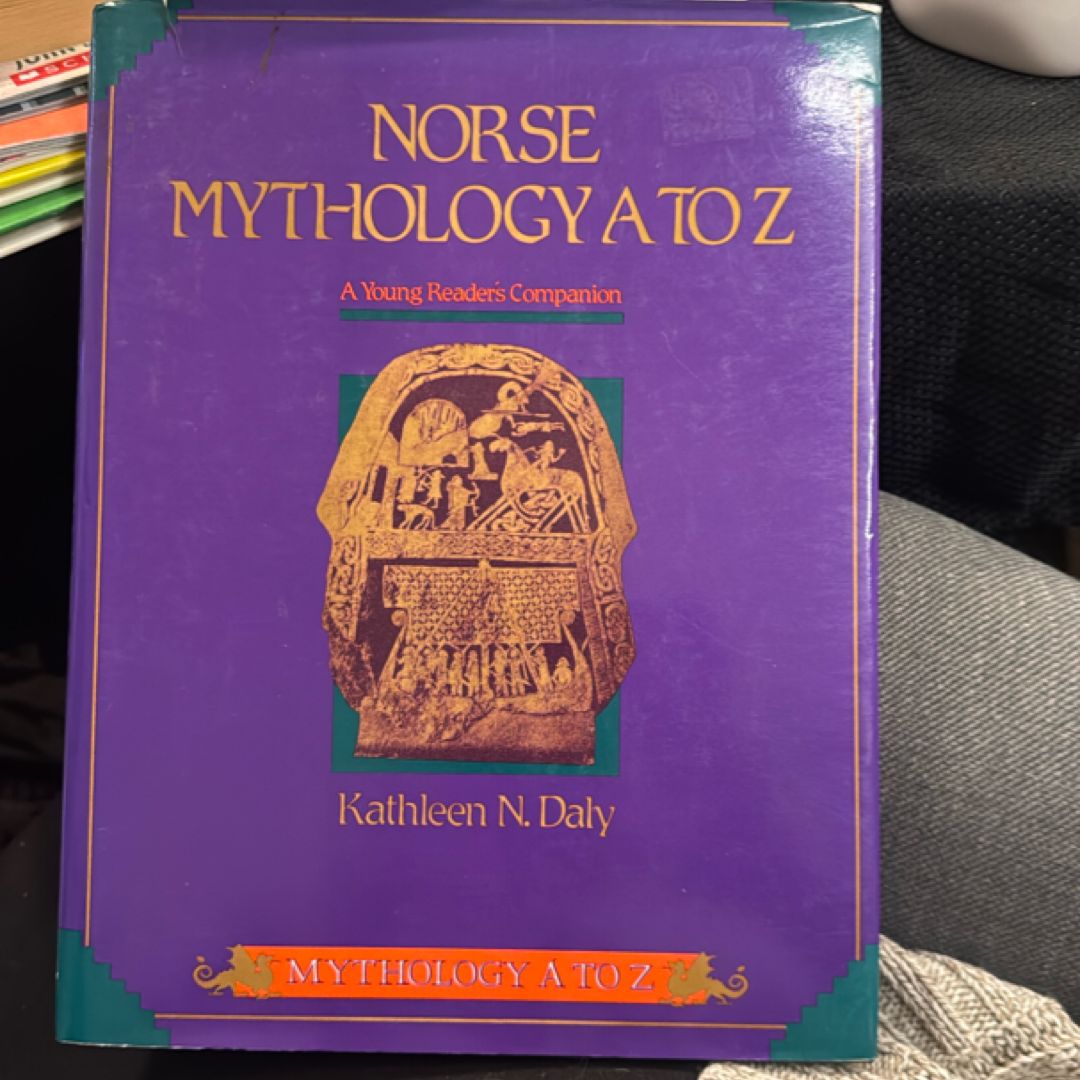 NORSE
MYTHOLOGY A TO Z
A Young Reader's Companion
Kathleen N. Daly
MYTHOLOGY A TO Z